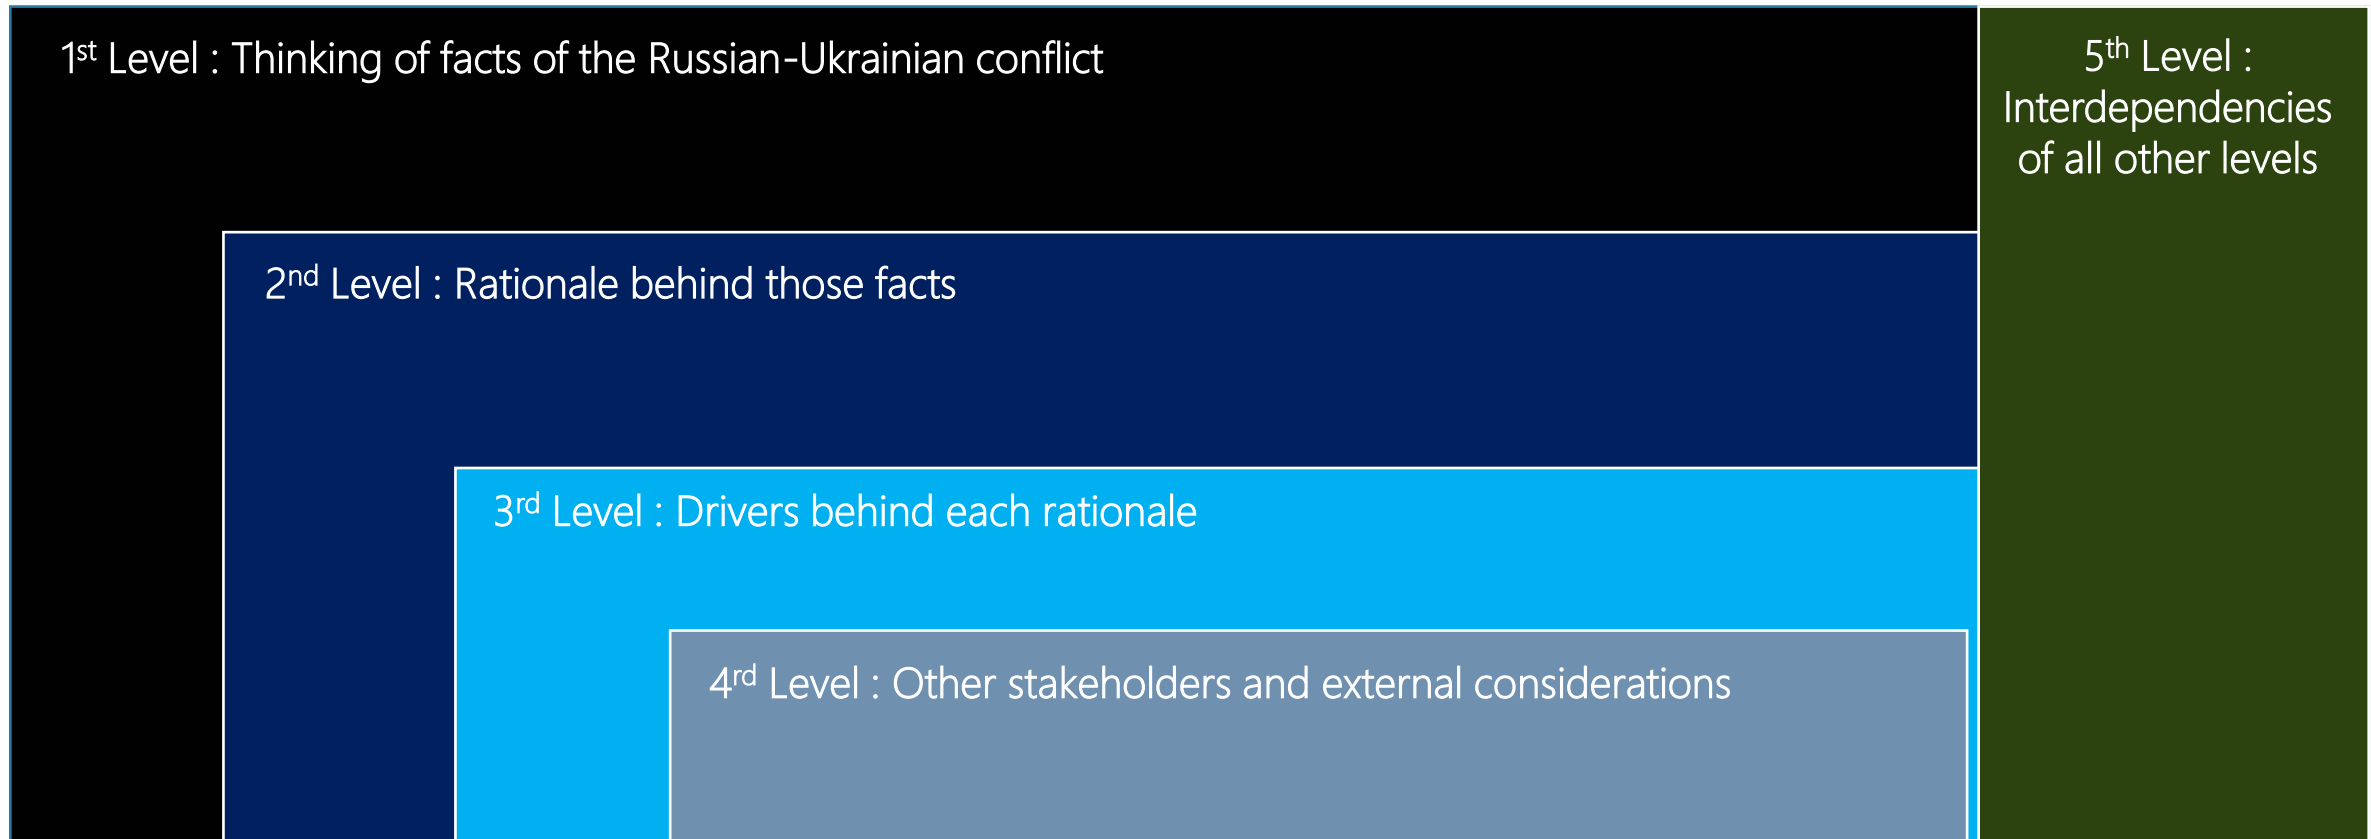 1st Level : Thinking of facts of the Russian-Ukrainian conflict
5th Level :
Interdependencies
of all other levels
2nd Level : Rationale behind those facts
3rd Level : Drivers behind each rationale
4rd Level : Other stakeholders and external considerations